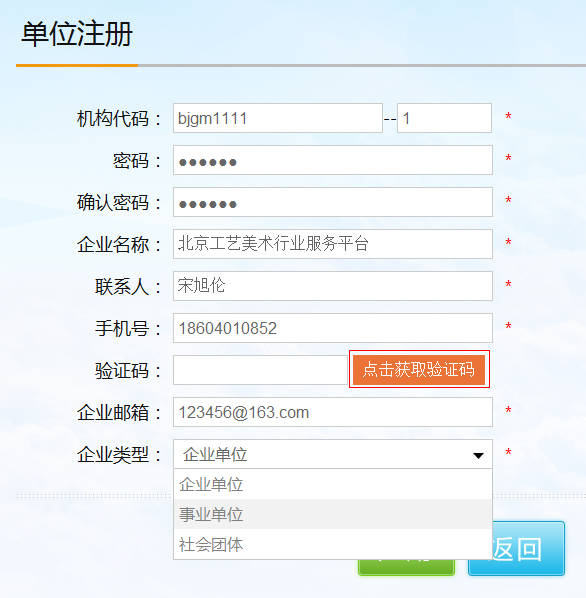 单位注册
机构代码： bjgm1111 -- 1 *
密码： ●●●●●● *
确认密码： ●●●●●● *
企业名称： 北京工艺美术行业服务平台 *
联系人： 宋旭伦 *
手机号： 18604010852 *
验证码： 点击获取验证码
企业邮箱： 123456@163.com *
企业类型： 企业单位 *
企业单位
事业单位
社会团体
返回